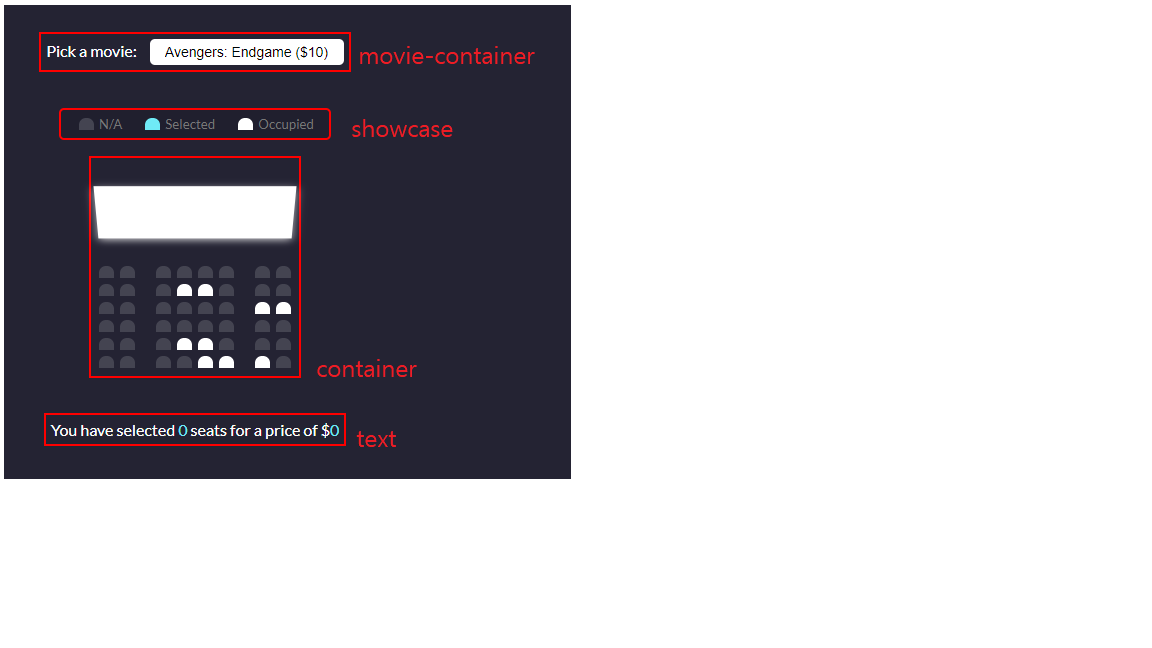 Pick a movie: Avengers: Endgame ($10) movie-container
N/A Selected Occupied showcase
container
You have selected 0 seats for a price of $0 text